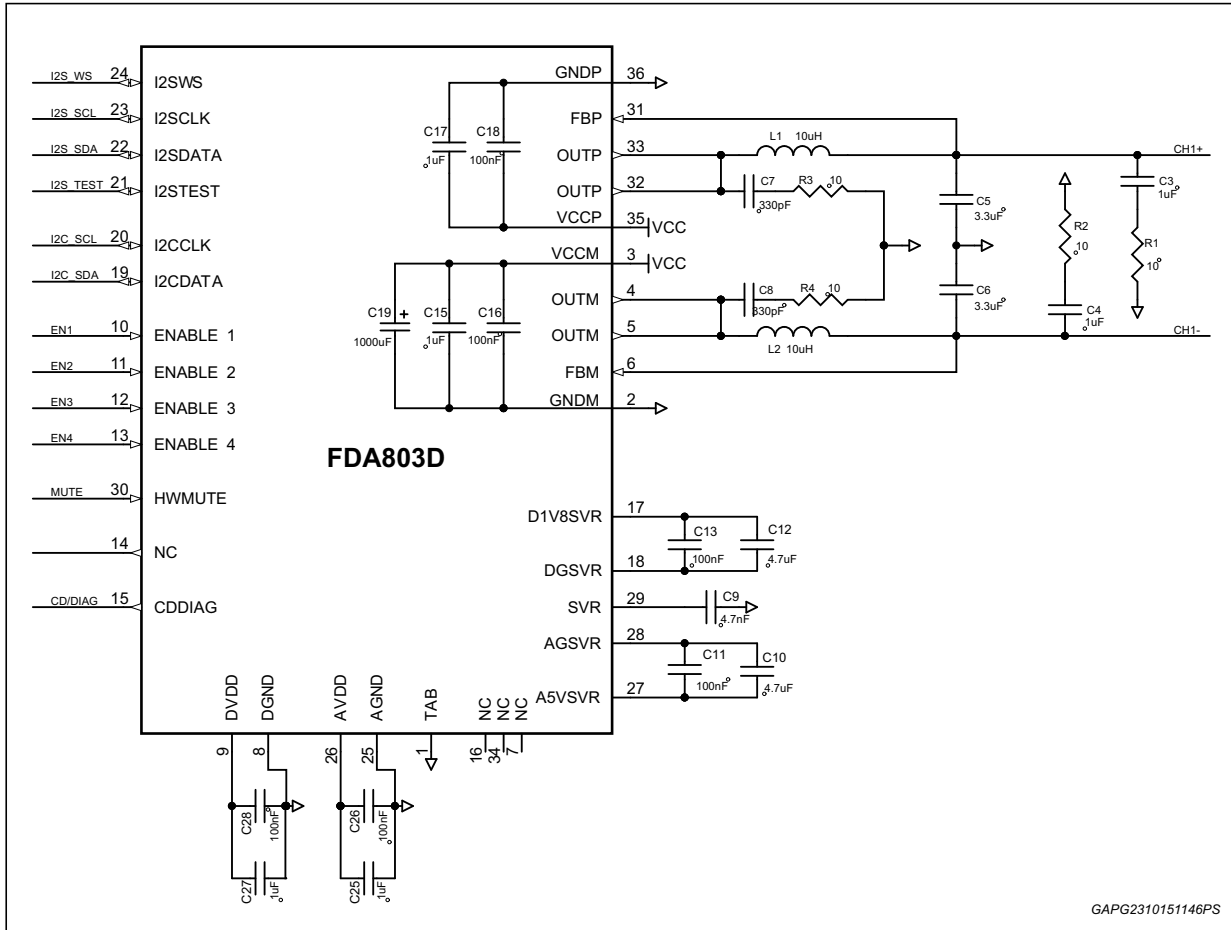 I2S_WS 24 I2SWS
I2S_SCL 23 I2SCLK
I2S_SDA 22 I2SDATA
I2S_TEST 21 I2STEST
I2C_SCL 20 I2CCLK
I2C_SDA 19 I2CDATA
EN1 10 ENABLE 1
EN2 11 ENABLE 2
EN3 12 ENABLE 3
EN4 13 ENABLE 4
MUTE 30 HWMUTE
14 NC
CD/DIAG 15 CDDIAG
FDA803D
GNDP 36
FBP 31
OUTP 33
OUTP 32
VCCP 35 VCC
VCCM 3 VCC
OUTM 4
OUTM 5
FBM 6
GNDM 2
D1V8SVR 17
DGSVR 18
SVR 29
AGSVR 28
A5VSVR 27
C17
1uF
C18
100nF
C19 +
1000uF
C15
1uF
C16
100nF
L1 10uH
C7
330pF
R3 10
C8
330pF
R4 10
L2 10uH
C5
3.3uF
C6
3.3uF
R2
10
C4
1uF
C3
1uF
R1
10
CH1+
CH1-
C13
100nF
C12
4.7uF
C9
4.7nF
C11
100nF
C10
4.7uF
DVDD 9
DGND 8
AVDD 26
AGND 25
TAB 1
NC 16
NC 34
NC 7
C28
100nF
C27
1uF
C26
100nF
C25
1uF
GAPG2310151146PS